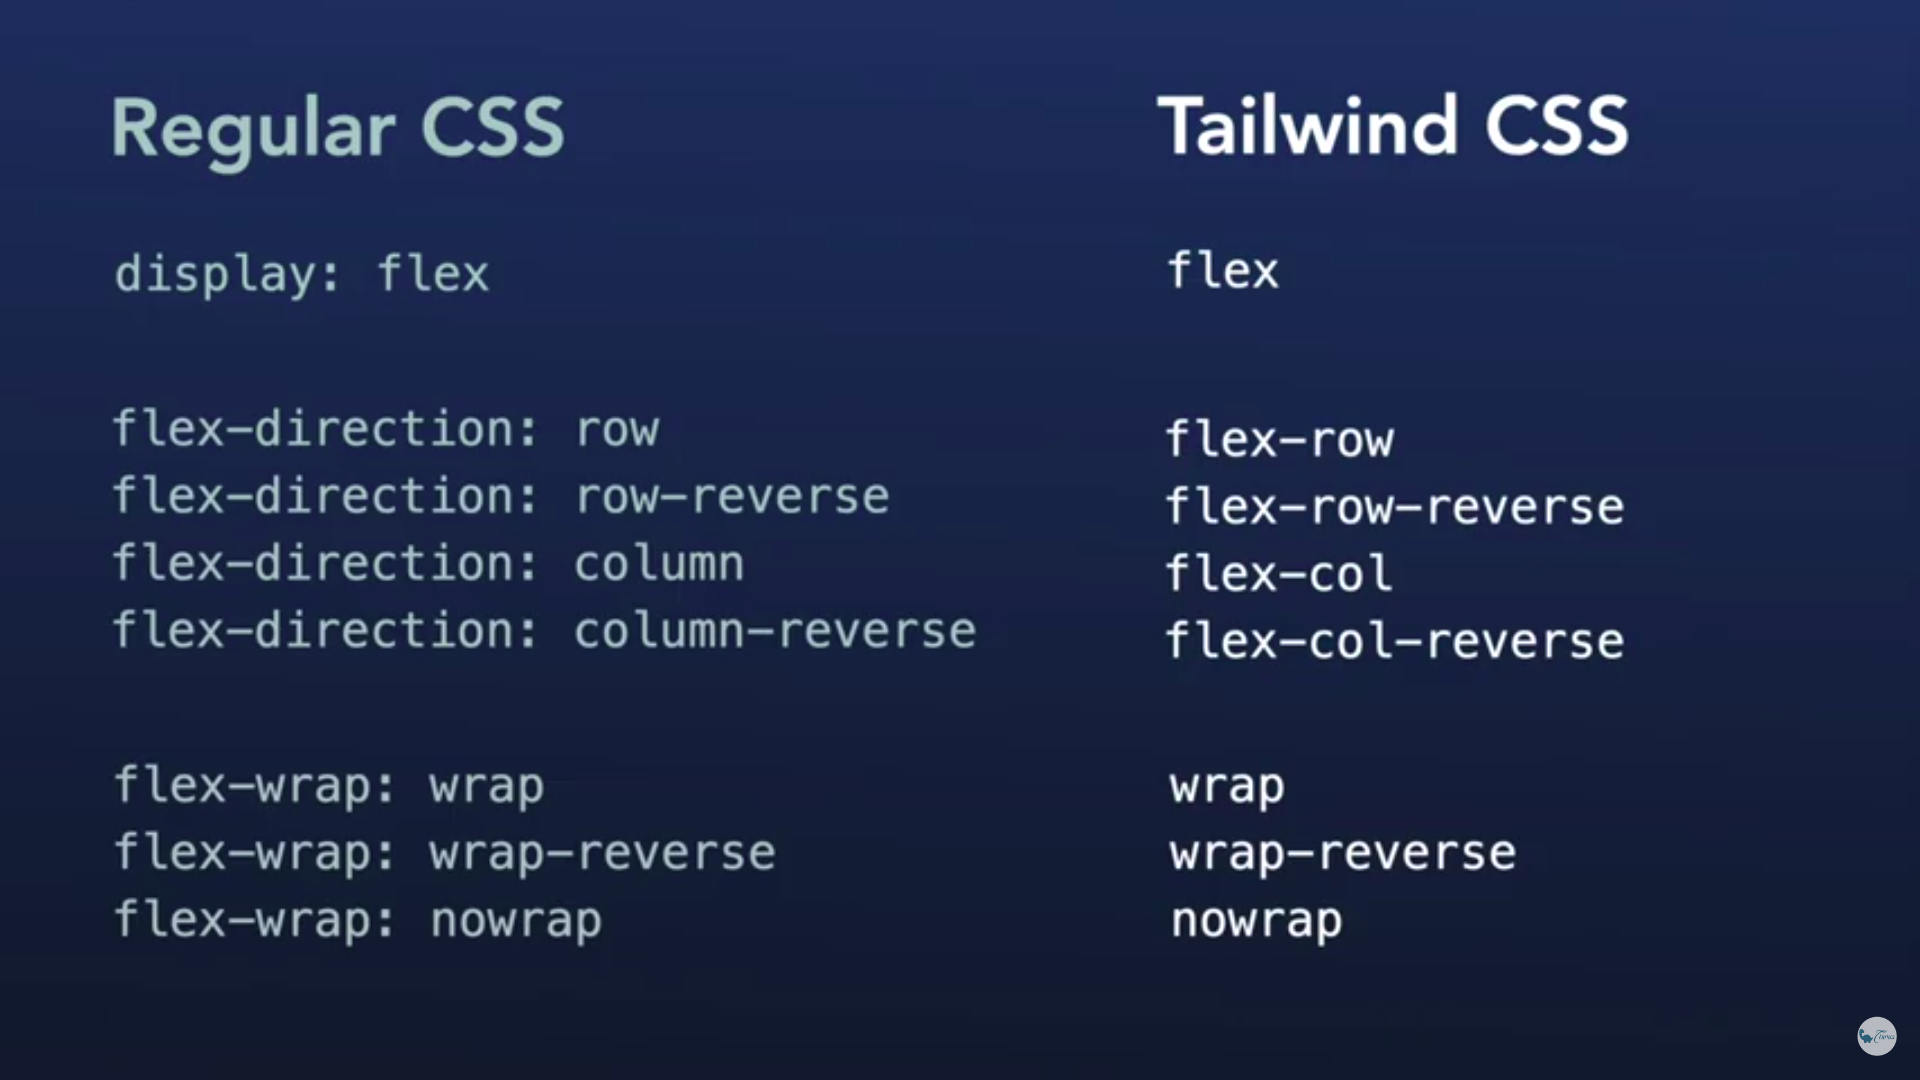 Regular CSS
Tailwind CSS
display: flex
flex
flex-direction: row
flex-row
flex-direction: row-reverse
flex-row-reverse
flex-direction: column
flex-col
flex-direction: column-reverse
flex-col-reverse
flex-wrap: wrap
wrap
flex-wrap: wrap-reverse
wrap-reverse
flex-wrap: nowrap
nowrap